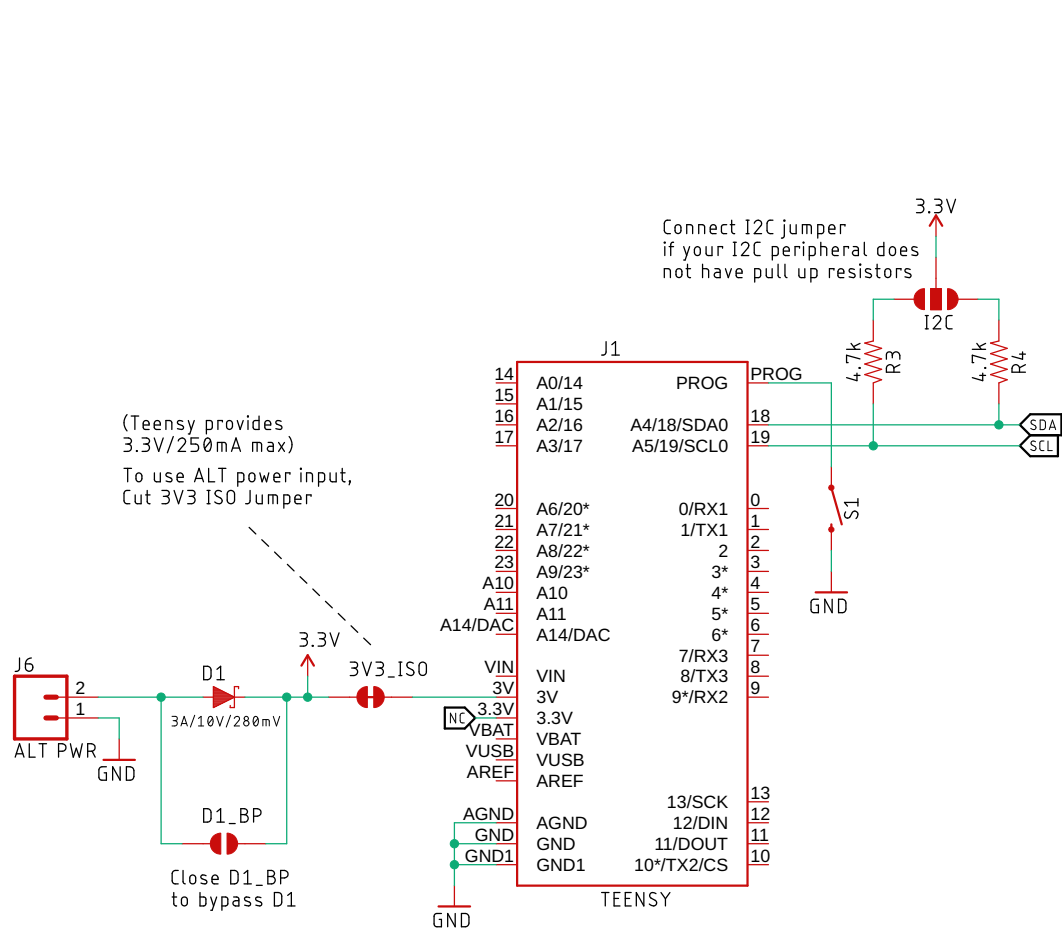 3.3V
Connect I2C jumper
if your I2C peripheral does
not have pull up resistors
I2C
4.7k
R3
4.7k
R4
J1
14
A0/14
15
A1/15
16
A2/16
17
A3/17
20
A6/20*
21
A7/21*
22
A8/22*
23
A9/23*
A10
A10
A11
A11
A14/DAC
A14/DAC
VIN
VIN
3V
3V
3.3V
3.3V
NC
VBAT
VBAT
VUSB
VUSB
AREF
AREF
AGND
AGND
GND
GND
GND1
GND1
GND
PROG
PROG
A4/18/SDA0
18
A5/19/SCL0
19
SDA
SCL
0/RX1
0
1/TX1
1
2
2
3*
3
4*
4
5*
5
6*
6
7/RX3
7
8/TX3
8
9*/RX2
9
13/SCK
13
12/DIN
12
11/DOUT
11
10*/TX2/CS
10
TEENSY
S1
GND
(Teensy provides
3.3V/250mA max)
To use ALT power input,
Cut 3V3 ISO Jumper
3.3V
3V3_ISO
J6
2
1
ALT PWR
GND
D1
3A/10V/280mV
D1_BP
Close D1_BP
to bypass D1